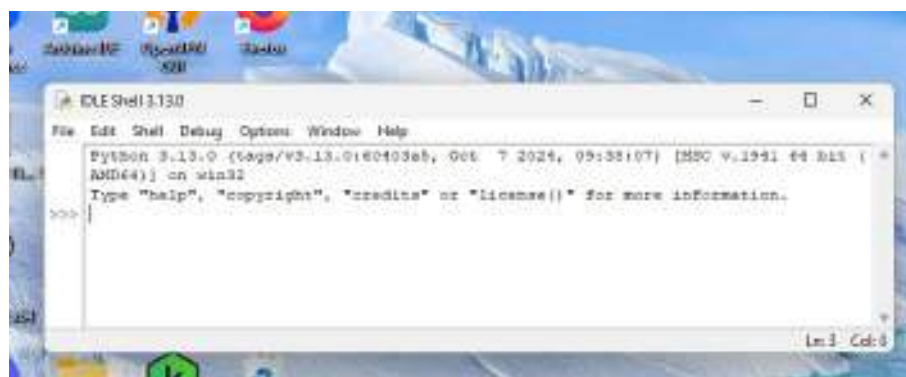 IDLE Shell 3.13.0
File Edit Shell Debug Options Window Help
Python 3.13.0 (tags/v3.13.0:60403a5, Oct 7 2024, 09:38:07) [MSC v.1941 64 bit (
AMD64)] on win32
Type "help", "copyright", "credits" or "license()" for more information.
>>>
Ln: 3 Col: 0